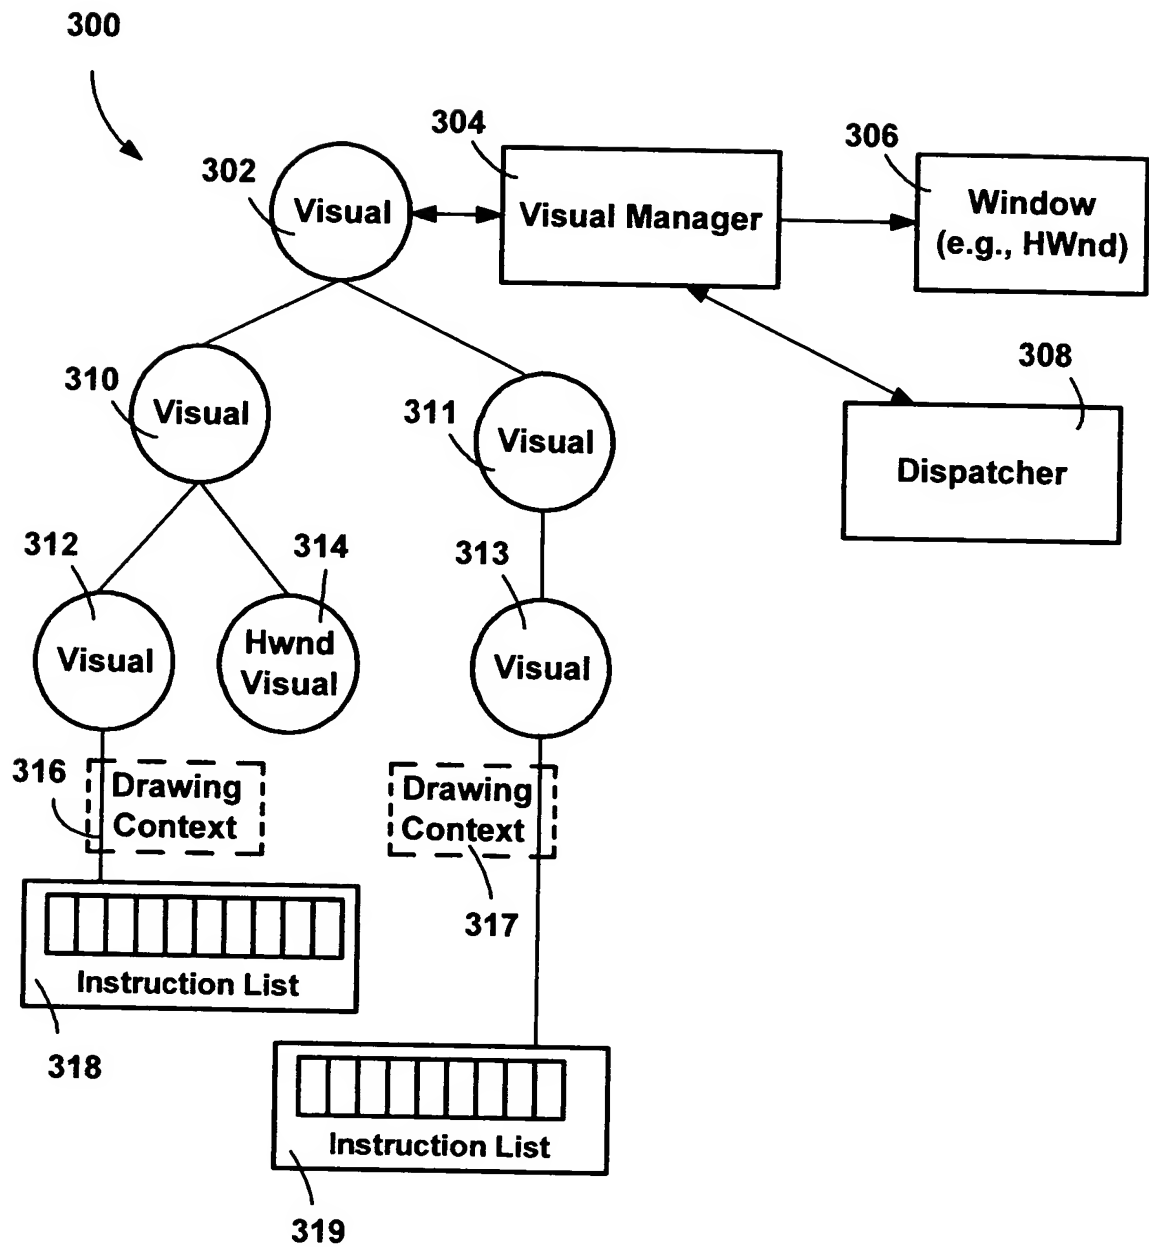 300
304
306
302
Visual
Visual Manager
Window
(e.g., HWnd)
308
310
Visual
311
Visual
Dispatcher
312
314
313
Visual
Hwnd
Visual
Visual
316
Drawing
Context
Drawing
Context
317
Instruction List
318
Instruction List
319